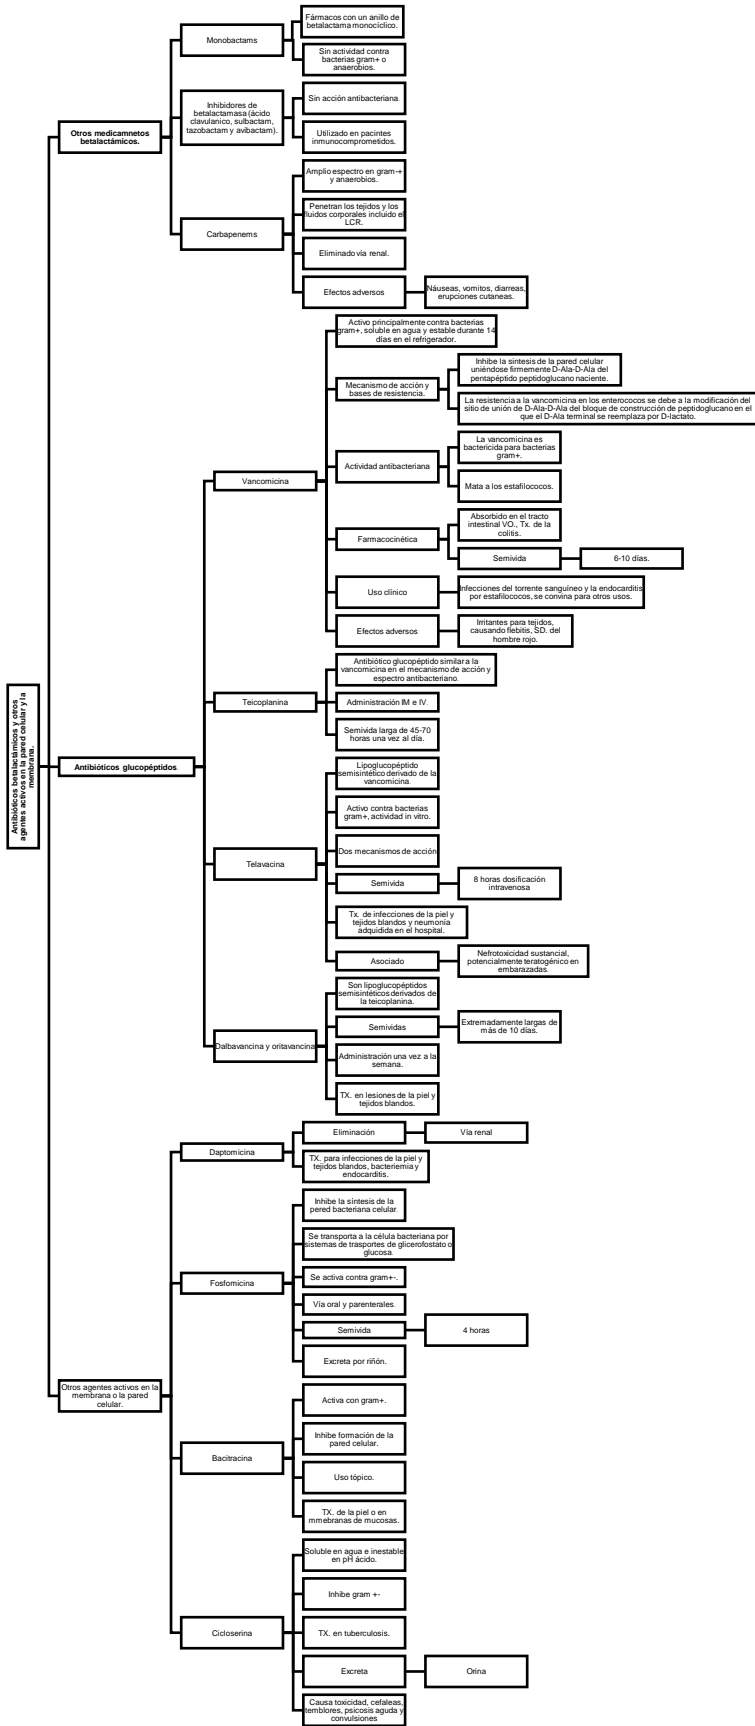 Antibióticos betalactámicos y otros
agentes activos en la pared celular y la
membrana.
Otros medicamnetos
betalactámicos.
Monobactams
Fármacos con un anillo de
betalactama monocíclico.
Sin actividad contra
bacterias gram+ o
anaerobios.
Inhibidores de
betalactamasa (ácido
clavulanico, sulbactam,
tazobactam y avibactam).
Sin acción antibacteriana.
Utilizado en pacintes
inmunocomprometidos.
Carbapenems
Amplio espectro en gram-+
y anaerobios.
Penetran los tejidos y los
fluidos corporales incluido el
LCR.
Eliminado vía renal.
Efectos adversos
Náuseas, vomitos, diarreas,
erupciones cutaneas.
Antibióticos glucopéptidos.
Vancomicina
Activo principalmente contra bacterias
gram+, soluble en agua y estable durante 14
días en el refrigerador.
Mecanismo de acción y
bases de resistencia.
Inhibe la síntesis de la pared celular
uniéndose firmemente D-Ala-D-Ala del
pentapéptido peptidoglucano naciente.
La resistencia a la vancomicina en los enterococos se debe a la modificación del
sitio de unión de D-Ala-D-Ala del bloque de construcción de peptidoglucano en el
que el D-Ala terminal se reemplaza por D-lactato.
Actividad antibacteriana
La vancomicina es
bactericida para bacterias
gram+.
Mata a los estafilococos.
Farmacocinética
Absorbido en el tracto
intestinal VO., Tx. de la
colitis.
Semivida
6-10 días.
Uso clínico
Infecciones del torrente sanguíneo y la endocarditis
por estafilococos, se convina para otros usos.
Efectos adversos
Irritantes para tejidos,
causando flebitis, SD. del
hombre rojo.
Teicoplanina
Antibiótico glucopéptido similar a la
vancomicina en el mecanismo de acción y
espectro antibacteriano.
Administración IM e IV.
Semivida larga de 45-70
horas una vez al día.
Telavacina
Lipoglucopéptido
semisintético derivado de la
vancomicina.
Activo contra bacterias
gram+, actividad in vitro.
Dos mecanismos de acción
Semivida
8 horas dosificación
intravenosa
Tx. de infecciones de la piel y
tejidos blandos y neumonía
adquidida en el hospital.
Asociado
Nefrotoxicidad sustancial,
potencialmente teratogénico en
embarazadas.
Dalbavancina y oritavancina
Son lipoglucopéptidos
semisintéticos derivados de
la teicoplanina.
Semividas
Extremadamente largas de
más de 10 días.
Administración una vez a la
semana.
TX. en lesiones de la piel y
tejidos blandos.
Otros agentes activos en la
membrana o la pared
celular.
Daptomicina
Eliminación
Vía renal
TX. para infecciones de la piel y
tejidos blandos, bacteriemia y
endocarditis.
Fosfomicina
Inhibe la síntesis de la
pered bacteriana celular.
Se transporta a la célula bacteriana por
sistemas de trasportes de glicerofostato o
glucosa.
Se activa contra gram+-.
Vía oral y parenterales.
Semivida
4 horas
Excreta por riñón.
Bacitracina
Activa con gram+.
Inhibe formación de la
pared celular.
Uso tópico.
TX. de la piel o en
mmebranas de mucosas.
Cicloserina
Soluble en agua e inestable
en pH ácido.
Inhibe gram +-
TX. en tuberculosis.
Excreta
Orina
Causa toxicidad, cefaleas,
temblores, psicosis aguda y
convulsiones